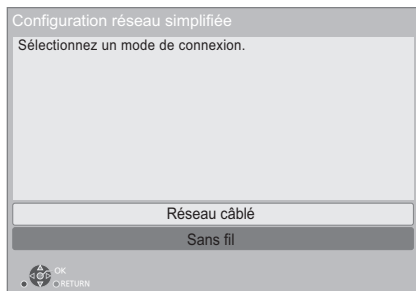 Configuration réseau simplifiée
Sélectionnez un mode de connexion.
Réseau câblé
Sans fil
OK
RETURN